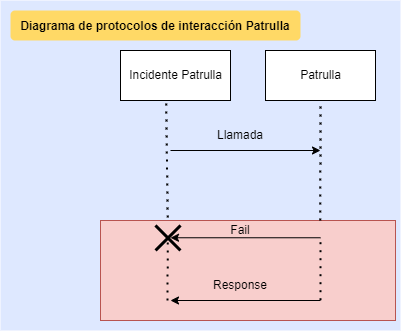 Diagrama de protocolos de interacción Patrulla
Incidente Patrulla
Patrulla
Llamada
Fail
Response